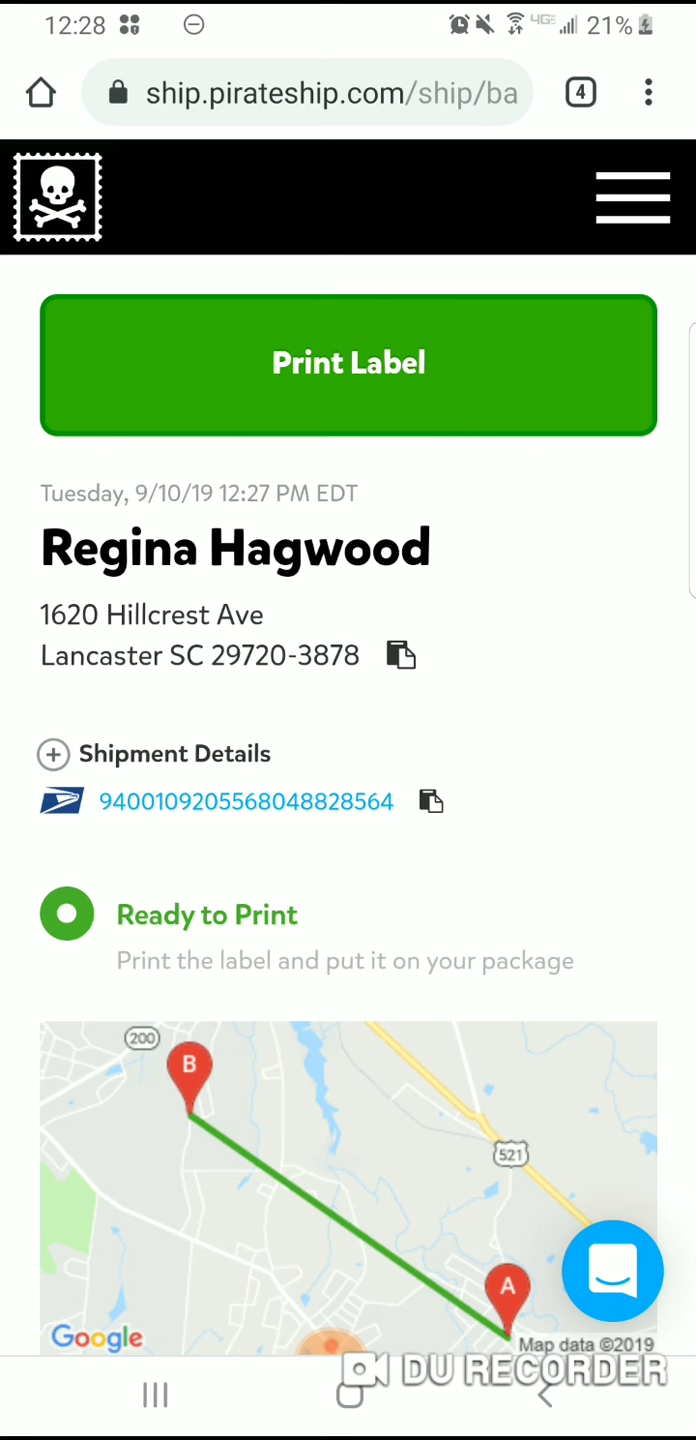 12:28
4GE 21%
ship.pirateship.com/ship/ba
4
Print Label
Tuesday, 9/10/19 12:27 PM EDT
Regina Hagwood
1620 Hillcrest Ave
Lancaster SC 29720-3878
Shipment Details
9400109205568048828564
Ready to Print
Print the label and put it on your package
200
B
521
A
Google
Map data ©2019
DU RECORDER